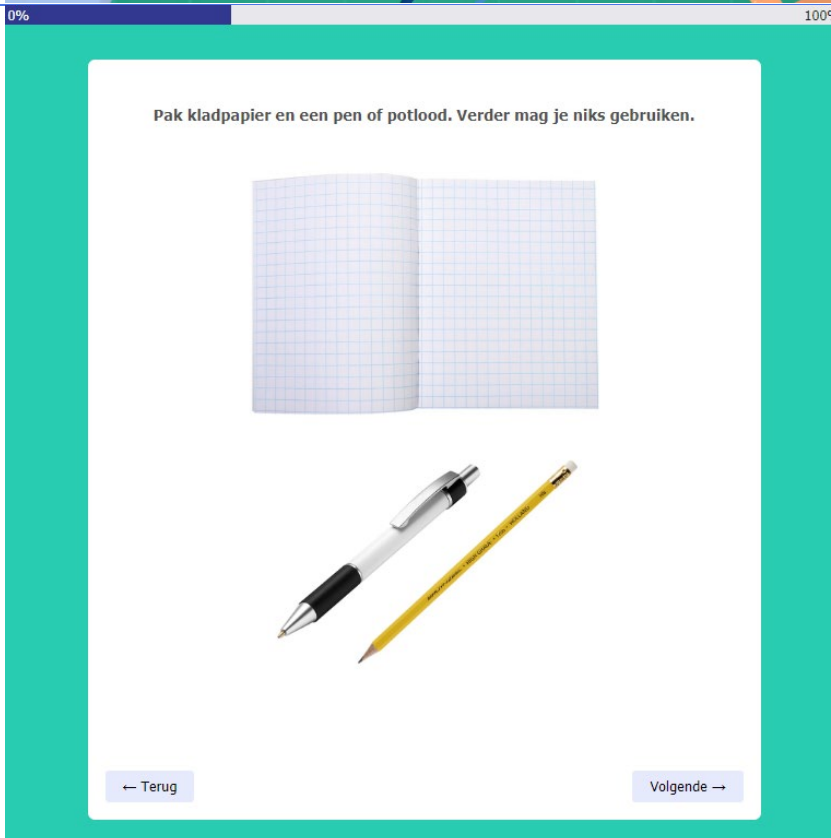 0%
100%
Pak kladpapier en een pen of potlood. Verder mag je niks gebruiken.
← Terug
Volgende →